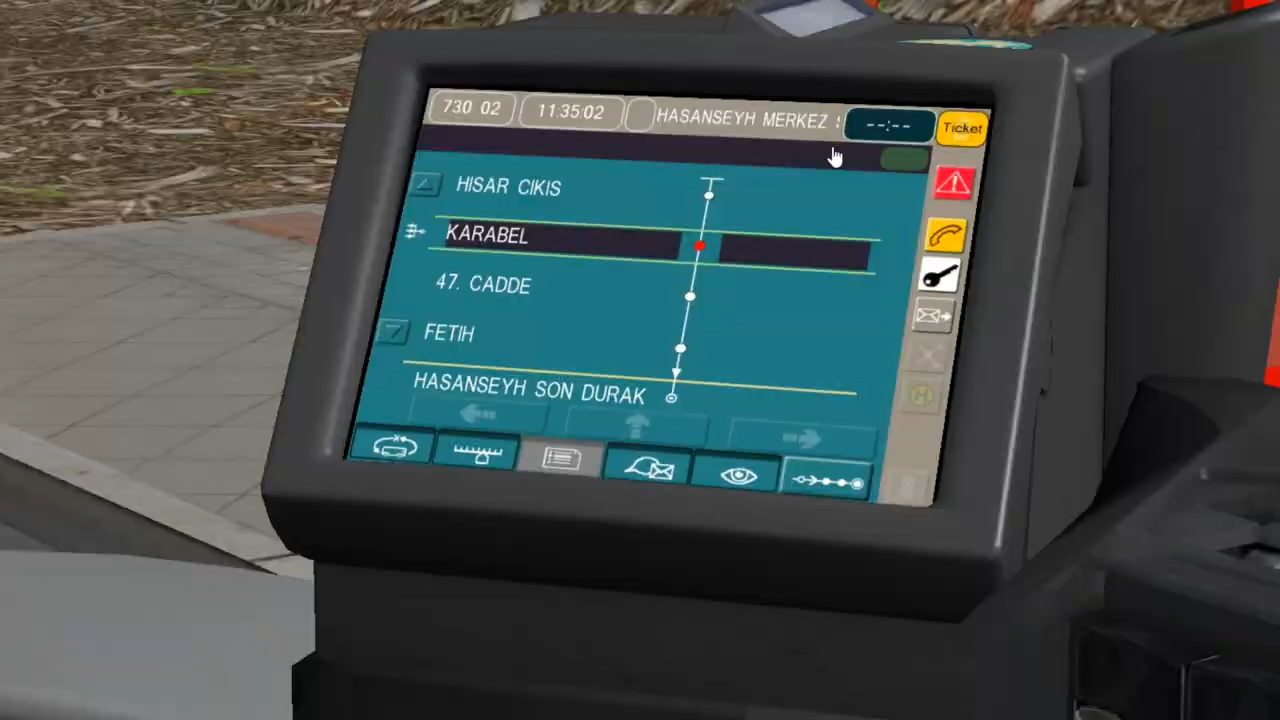 730 02 11:35:02 HASANSEYH MERKEZ --:-- Ticket
HISAR CIKIS
KARABEL
47. CADDE
FETIH
HASANSEYH SON DURAK